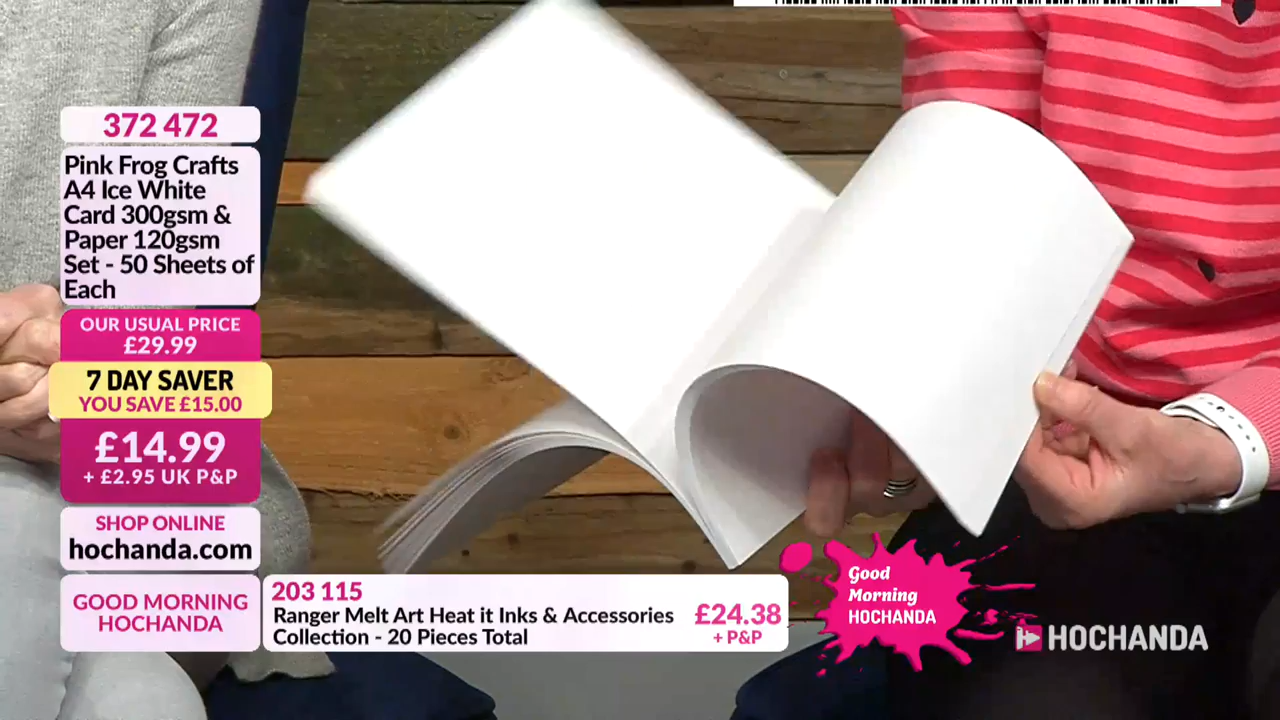 372 472
Pink Frog Crafts
A4 Ice White
Card 300gsm &
Paper 120gsm
Set - 50 Sheets of
Each
OUR USUAL PRICE
£29.99
7 DAY SAVER
YOU SAVE £15.00
£14.99
+ £2.95 UK P&P
SHOP ONLINE
hochanda.com
GOOD MORNING
HOCHANDA
203 115
Ranger Melt Art Heat it Inks & Accessories
Collection - 20 Pieces Total
£24.38
+ P&P
Good
Morning
HOCHANDA
HOCHANDA